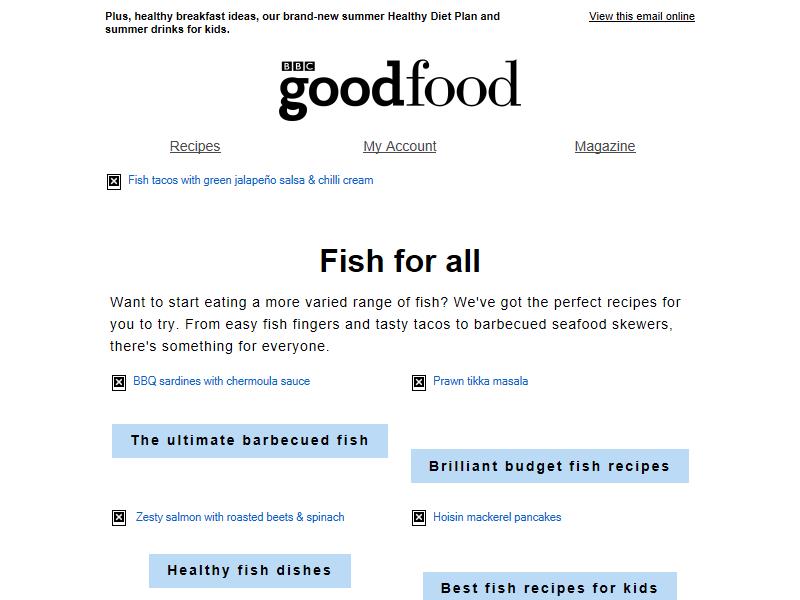 Plus, healthy breakfast ideas, our brand-new summer Healthy Diet Plan and
summer drinks for kids.
View this email online
BBC
goodfood
Recipes
My Account
Magazine
Fish tacos with green jalapeño salsa & chilli cream
Fish for all
Want to start eating a more varied range of fish? We've got the perfect recipes for
you to try. From easy fish fingers and tasty tacos to barbecued seafood skewers,
there's something for everyone.
BBQ sardines with chermoula sauce
Prawn tikka masala
The ultimate barbecued fish
Brilliant budget fish recipes
Zesty salmon with roasted beets & spinach
Hoisin mackerel pancakes
Healthy fish dishes
Best fish recipes for kids